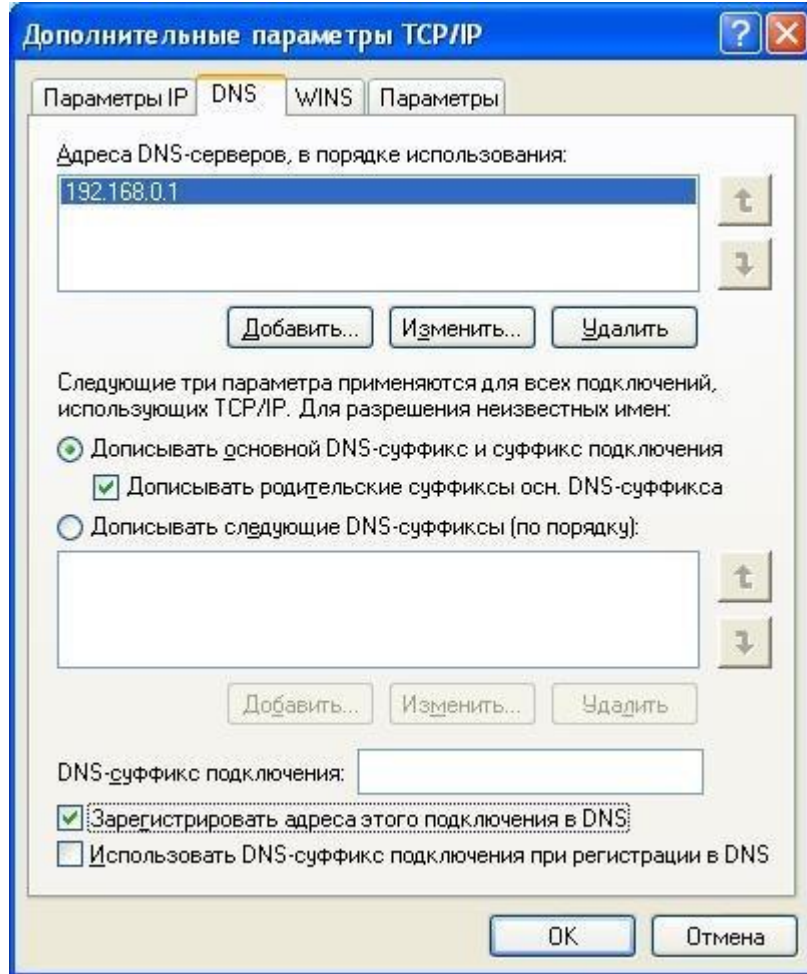 Дополнительные параметры TCP/IP
Параметры IP DNS WINS Параметры
Адреса DNS-серверов, в порядке использования:
192.168.0.1
Добавить... Изменить... Удалить
Следующие три параметра применяются для всех подключений,
использующих TCP/IP. Для разрешения неизвестных имен:
Дописывать основной DNS-суффикс и суффикс подключения
Дописывать родительские суффиксы осн. DNS-суффикса
Дописывать следующие DNS-суффиксы (по порядку):
Добавить... Изменить... Удалить
DNS-суффикс подключения:
Зарегистрировать адреса этого подключения в DNS
Использовать DNS-суффикс подключения при регистрации в DNS
OK Отмена